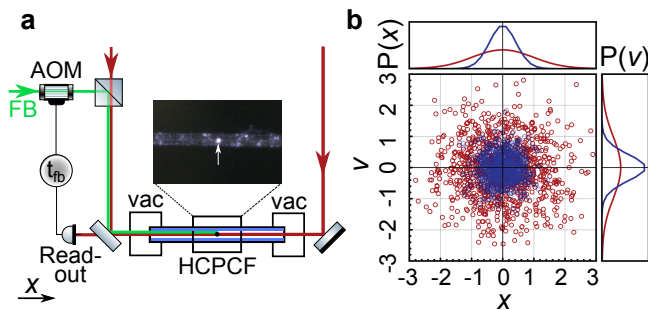 a
AOM
FB
t_fb
vac
vac
Read-
out
HCPCF
x
b
P(x)
P(v)
3
2
1
0
-1
-2
-3
v
-3
-2
-1
0
1
2
3
x